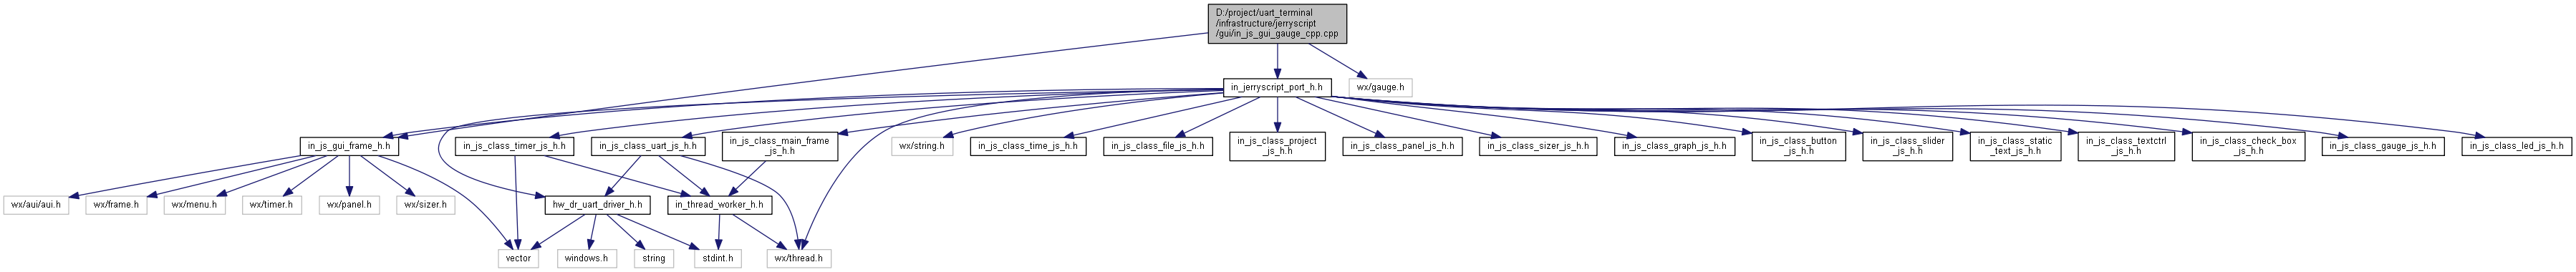 D:/project/uart_terminal
/infrastructure/jerryscript
/gui/in_js_gui_gauge_cpp.cpp
in_jerryscript_port_h.h
wx/gauge.h
in_js_gui_frame_h.h
in_js_class_timer_js_h.h
in_js_class_uart_js_h.h
in_js_class_main_frame
_js_h.h
wx/string.h
in_js_class_time_js_h.h
in_js_class_file_js_h.h
in_js_class_project
_js_h.h
in_js_class_panel_js_h.h
in_js_class_sizer_js_h.h
in_js_class_graph_js_h.h
in_js_class_button
_js_h.h
in_js_class_slider
_js_h.h
in_js_class_static
_text_js_h.h
in_js_class_textctrl
_js_h.h
in_js_class_check_box
_js_h.h
in_js_class_gauge_js_h.h
in_js_class_led_js_h.h
wx/aui/aui.h
wx/frame.h
wx/menu.h
wx/timer.h
wx/panel.h
wx/sizer.h
hw_dr_uart_driver_h.h
in_thread_worker_h.h
vector
windows.h
string
stdint.h
wx/thread.h